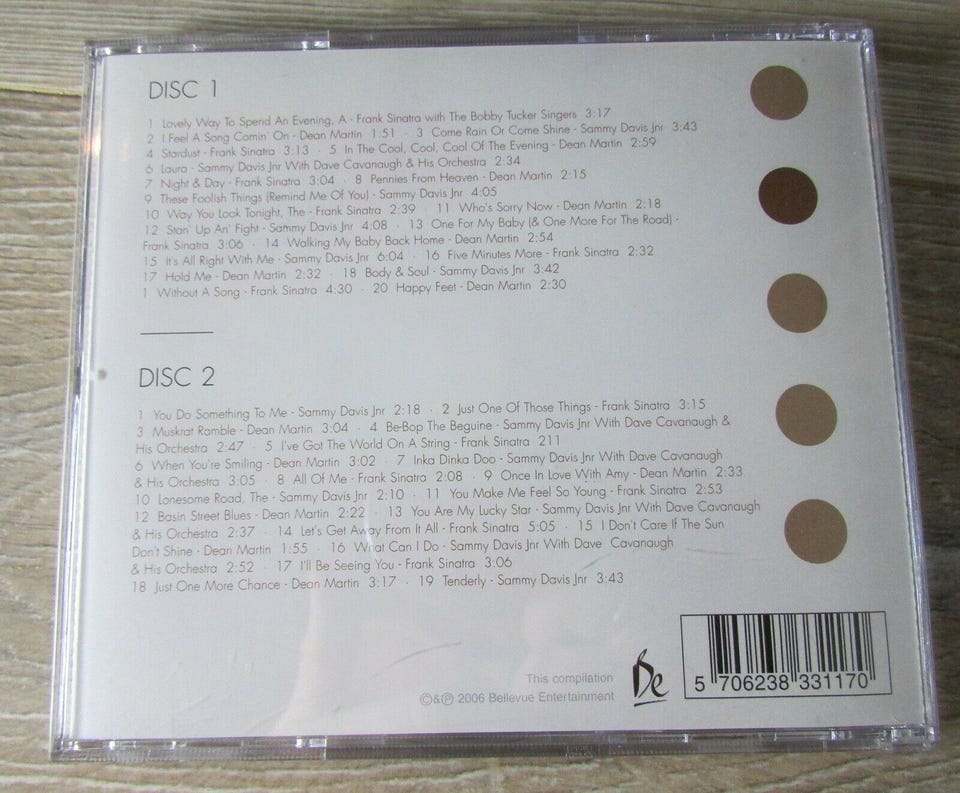 DISC 1
1 Lovely Way To Spend An Evening, A - Frank Sinatra with The Bobby Tucker Singers 3:17
2 I Feel A Song Comin' On - Dean Martin 1:51 · 3 Come Rain Or Come Shine - Sammy Davis Jnr 3:43
4 Stardust - Frank Sinatra 3:13 · 5 In The Cool, Cool, Cool Of The Evening - Dean Martin 2:59
6 Laura - Sammy Davis Jnr With Dave Cavanaugh & His Orchestra 2:34
7 Night & Day - Frank Sinatra 3:04 · 8 Pennies From Heaven - Dean Martin 2:15
9 These Foolish Things (Remind Me Of You) - Sammy Davis Jnr 4:05
10 Way You Look Tonight, The - Frank Sinatra 2:39 · 11 Who's Sorry Now - Dean Martin 2:18
12 Stan' Up An' Fight - Sammy Davis Jnr 4:08 · 13 One For My Baby (& One More For The Road) -
Frank Sinatra 3:06 · 14 Walking My Baby Back Home - Dean Martin 2:54
15 It's All Right With Me - Sammy Davis Jnr 6:04 · 16 Five Minutes More - Frank Sinatra 2:32
17 Hold Me - Dean Martin 2:32 · 18 Body & Soul - Sammy Davis Jnr 3:42
1 Without A Song - Frank Sinatra 4:30 · 20 Happy Feet - Dean Martin 2:30
DISC 2
1 You Do Something To Me - Sammy Davis Jnr 2:18 · 2 Just One Of Those Things - Frank Sinatra 3:15
3 Muskrat Ramble - Dean Martin 3:04 · 4 Be-Bop The Beguine - Sammy Davis Jnr With Dave Cavanaugh &
His Orchestra 2:47 · 5 I've Got The World On A String - Frank Sinatra 211
6 When You're Smiling - Dean Martin 3:02 · 7 Inka Dinka Doo - Sammy Davis Jnr With Dave Cavanaugh
& His Orchestra 3:05 · 8 All Of Me - Frank Sinatra 2:08 · 9 Once In Love With Amy - Dean Martin 2:33
10 Lonesome Road, The - Sammy Davis Jnr 2:10 · 11 You Make Me Feel So Young - Frank Sinatra 2:53
12 Basin Street Blues - Dean Martin 2:22 · 13 You Are My Lucky Star - Sammy Davis Jnr With Dave Cavanaugh
& His Orchestra 2:37 · 14 Let's Get Away From It All - Frank Sinatra 5:05 · 15 I Don't Care If The Sun
Don't Shine - Dean Martin 1:55 · 16 What Can I Do - Sammy Davis Jnr With Dave Cavanaugh
& His Orchestra 2:52 · 17 I'll Be Seeing You - Frank Sinatra 3:06
18 Just One More Chance - Dean Martin 3:17 · 19 Tenderly - Sammy Davis Jnr 3:43
This compilation
©&℗ 2006 Bellevue Entertainment
Be
5 706238 331170